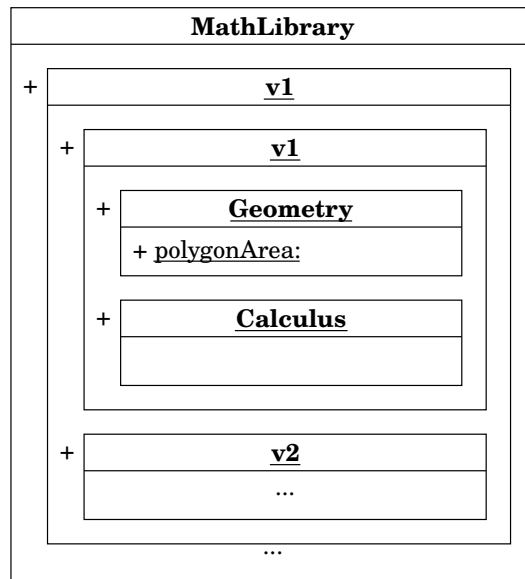 MathLibrary
+ v1
+ v1
+ Geometry
+ polygonArea:
+ Calculus
+ v2
...
...